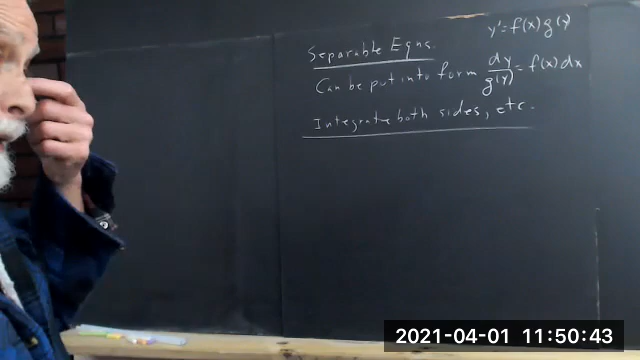 y' = f(x) g(y)
Separable Eqns.
Can be put into form dy/g(y) = f(x) dx
Integrate both sides, etc.
2021-04-01 11:50:43